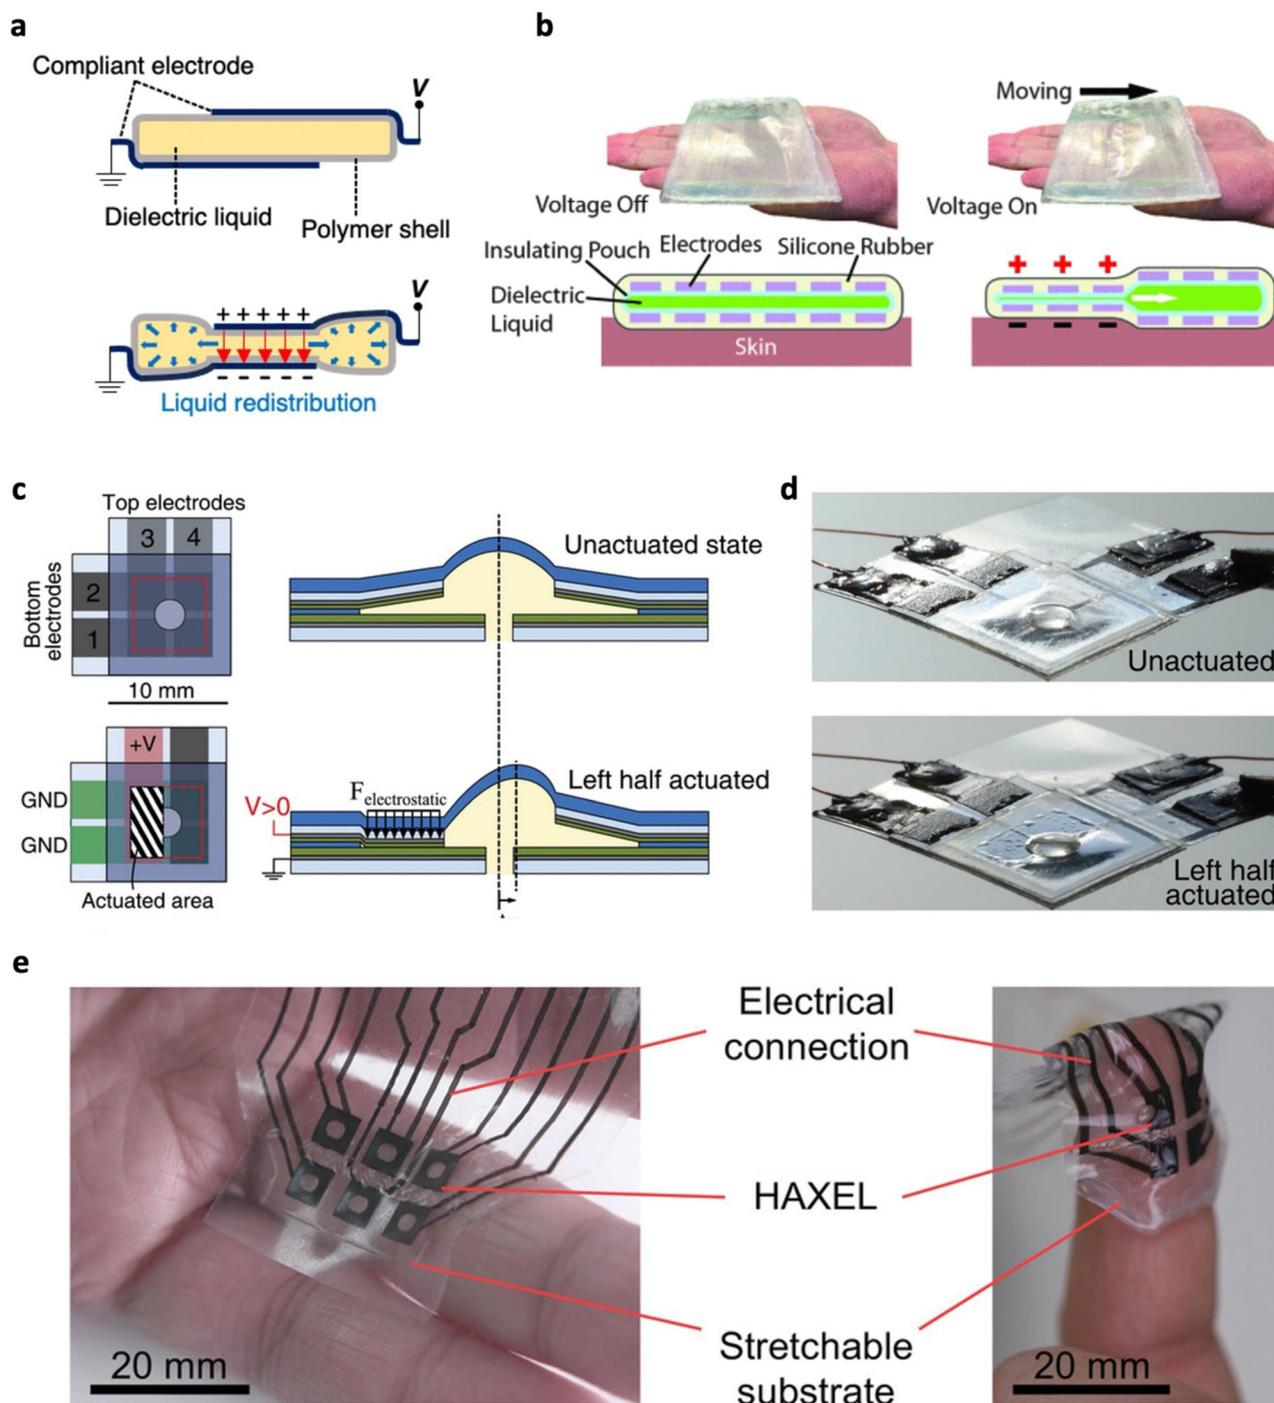 a
Compliant electrode
V
Dielectric liquid
Polymer shell
V
+ + + + +
- - - - -
Liquid redistribution
b
Voltage Off
Moving
Voltage On
Insulating Pouch
Electrodes
Silicone Rubber
Dielectric
Liquid
Skin
+ + +
- - -
c
Top electrodes
3 4
Bottom
electrodes
2
1
10 mm
Unactuated state
+V
GND
GND
Actuated area
V>0
Felectrostatic
Left half actuated
d
Unactuated
Left half
actuated
e
Electrical
connection
HAXEL
Stretchable
substrate
20 mm
20 mm